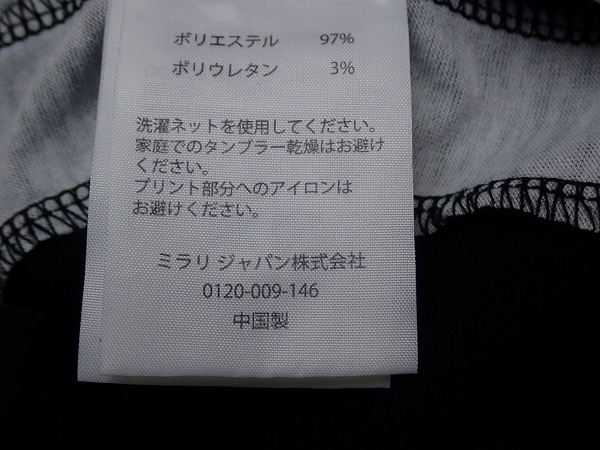 ポリエステル 97%
ポリウレタン 3%
洗濯ネットを使用してください。
家庭でのタンブラー乾燥はお避け
ください。
プリント部分へのアイロンは
お避けください。
ミラリ ジャパン株式会社
0120-009-146
中国製